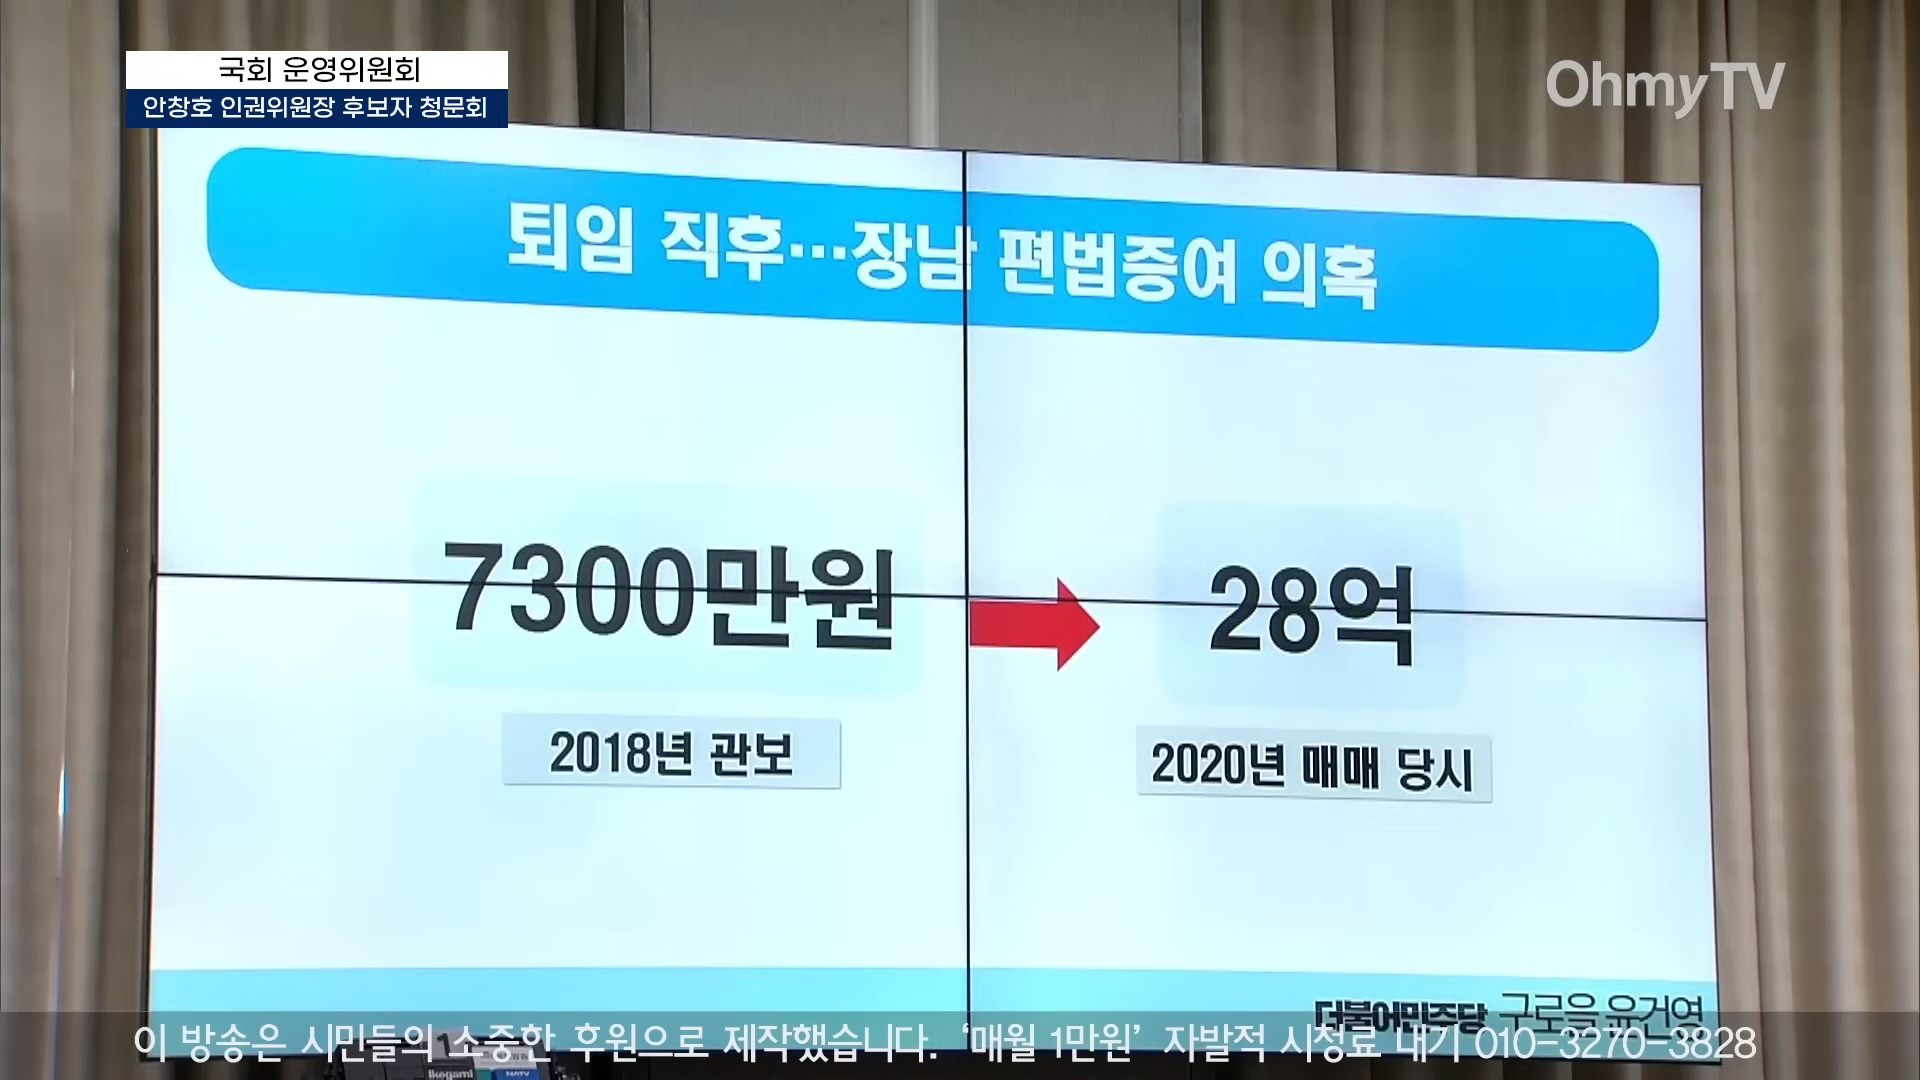 국회 운영위원회
안창호 인권위원장 후보자 청문회
OhmyTV
퇴임 직후…장남 편법증여 의혹
7300만원
28억
2018년 관보
2020년 매매 당시
더불어민주당 구로을 윤건영
이 방송은 시민들의 소중한 후원으로 제작했습니다. ‘매월 1만원’ 자발적 시청료 내기 010-3270-3828
Ikegami
NATV